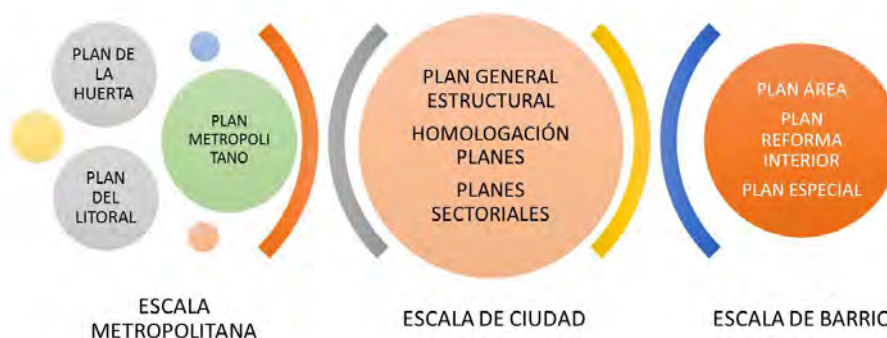 PLAN DE
LA
HUERTA
PLAN
METROPOLI
TANO
PLAN
DEL
LITORAL
ESCALA
METROPOLITANA
PLAN GENERAL
ESTRUCTURAL
HOMOLOGACIÓN
PLANES
PLANES
SECTORIALES
ESCALA DE CIUDAD
PLAN ÁREA
PLAN
REFORMA
INTERIOR
PLAN ESPECIAL
ESCALA DE BARRIO